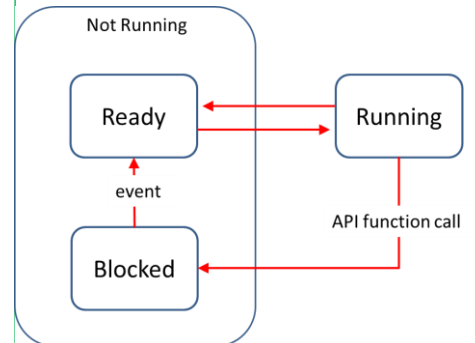 Not Running
Ready
Running
event
API function call
Blocked